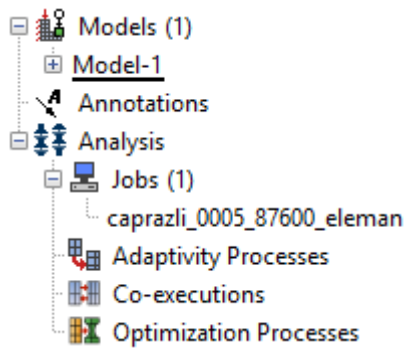 Models (1)
Model-1
Annotations
Analysis
Jobs (1)
caprazli_0005_87600_eleman
Adaptivity Processes
Co-executions
Optimization Processes